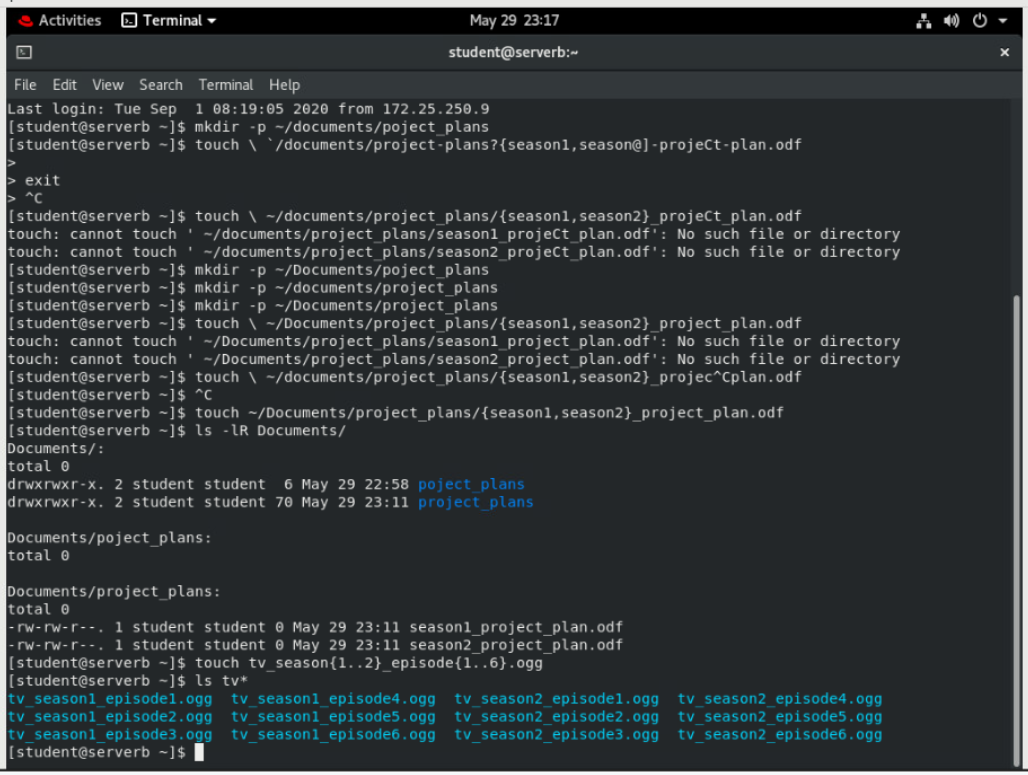 Activities Terminal May 29 23:17
student@serverb:~ ×
File Edit View Search Terminal Help
Last login: Tue Sep  1 08:19:05 2020 from 172.25.250.9
[student@serverb ~]$ mkdir -p ~/documents/poject_plans
[student@serverb ~]$ touch \ `/documents/project-plans?{season1,season@]-projeCt-plan.odf
>
> exit
> ^C
[student@serverb ~]$ touch \ ~/documents/project_plans/{season1,season2}_projeCt_plan.odf
touch: cannot touch ' ~/documents/project_plans/season1_projeCt_plan.odf': No such file or directory
touch: cannot touch ' ~/documents/project_plans/season2_projeCt_plan.odf': No such file or directory
[student@serverb ~]$ mkdir -p ~/Documents/poject_plans
[student@serverb ~]$ mkdir -p ~/documents/project_plans
[student@serverb ~]$ mkdir -p ~/Documents/project_plans
[student@serverb ~]$ touch \ ~/Documents/project_plans/{season1,season2}_project_plan.odf
touch: cannot touch ' ~/Documents/project_plans/season1_project_plan.odf': No such file or directory
touch: cannot touch ' ~/Documents/project_plans/season2_project_plan.odf': No such file or directory
[student@serverb ~]$ touch \ ~/documents/project_plans/{season1,season2}_projec^Cplan.odf
[student@serverb ~]$ ^C
[student@serverb ~]$ touch ~/Documents/project_plans/{season1,season2}_project_plan.odf
[student@serverb ~]$ ls -lR Documents/
Documents/:
total 0
drwxrwxr-x. 2 student student  6 May 29 22:58 poject_plans
drwxrwxr-x. 2 student student 70 May 29 23:11 project_plans
Documents/poject_plans:
total 0
Documents/project_plans:
total 0
-rw-rw-r--. 1 student student 0 May 29 23:11 season1_project_plan.odf
-rw-rw-r--. 1 student student 0 May 29 23:11 season2_project_plan.odf
[student@serverb ~]$ touch tv_season{1..2}_episode{1..6}.ogg
[student@serverb ~]$ ls tv*
tv_season1_episode1.ogg  tv_season1_episode4.ogg  tv_season2_episode1.ogg  tv_season2_episode4.ogg
tv_season1_episode2.ogg  tv_season1_episode5.ogg  tv_season2_episode2.ogg  tv_season2_episode5.ogg
tv_season1_episode3.ogg  tv_season1_episode6.ogg  tv_season2_episode3.ogg  tv_season2_episode6.ogg
[student@serverb ~]$